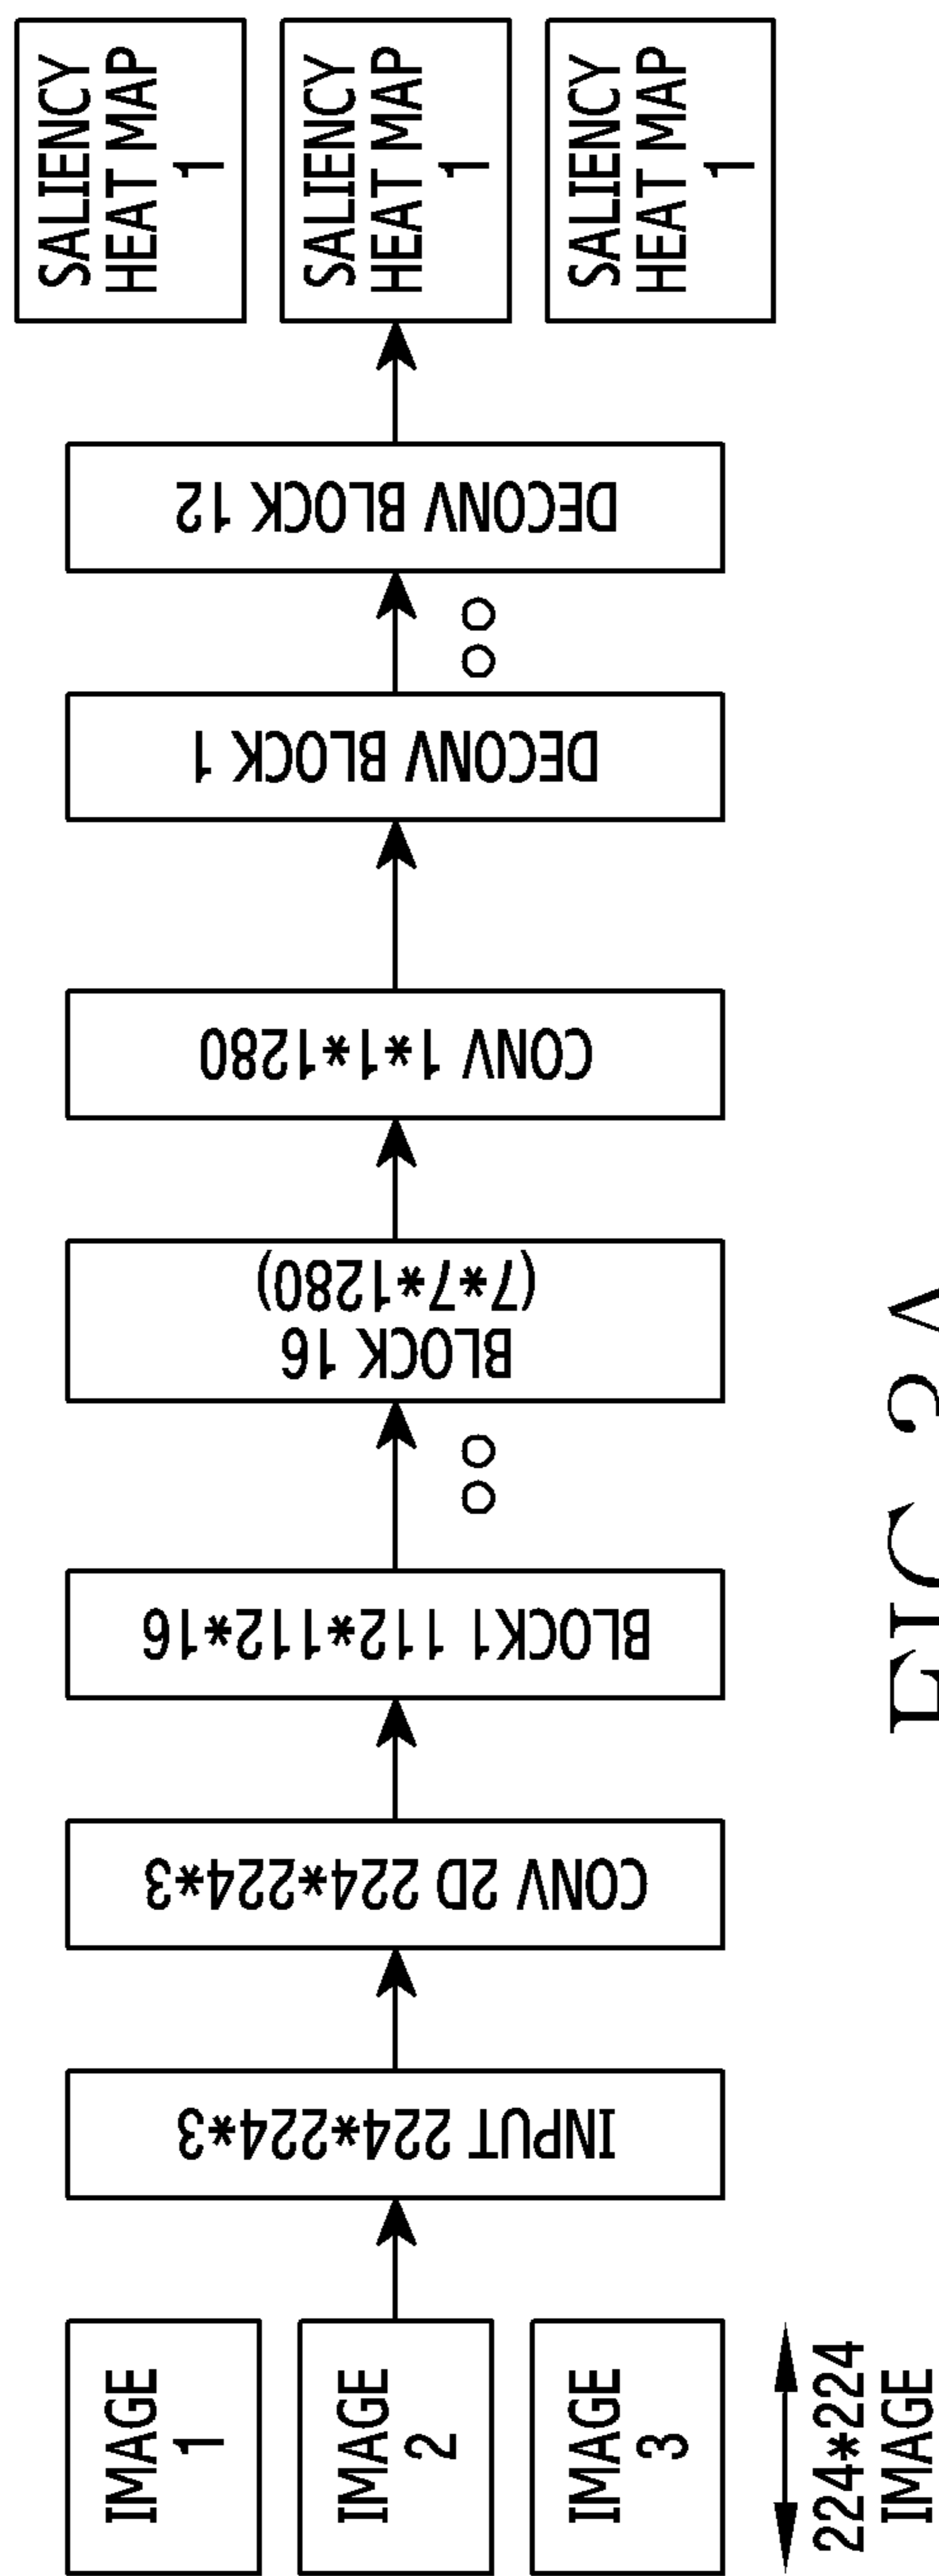 IMAGE
1
IMAGE
2
IMAGE
3
224*224
IMAGE
INPUT 224*224*3
CONV 2D 224*224*3
BLOCK1 112*112*16
BLOCK 16
(7*7*1280)
CONV 1*1*1280
DECONV BLOCK 1
DECONV BLOCK 12
SALIENCY
HEAT MAP
1
SALIENCY
HEAT MAP
1
SALIENCY
HEAT MAP
1
FIG 3A